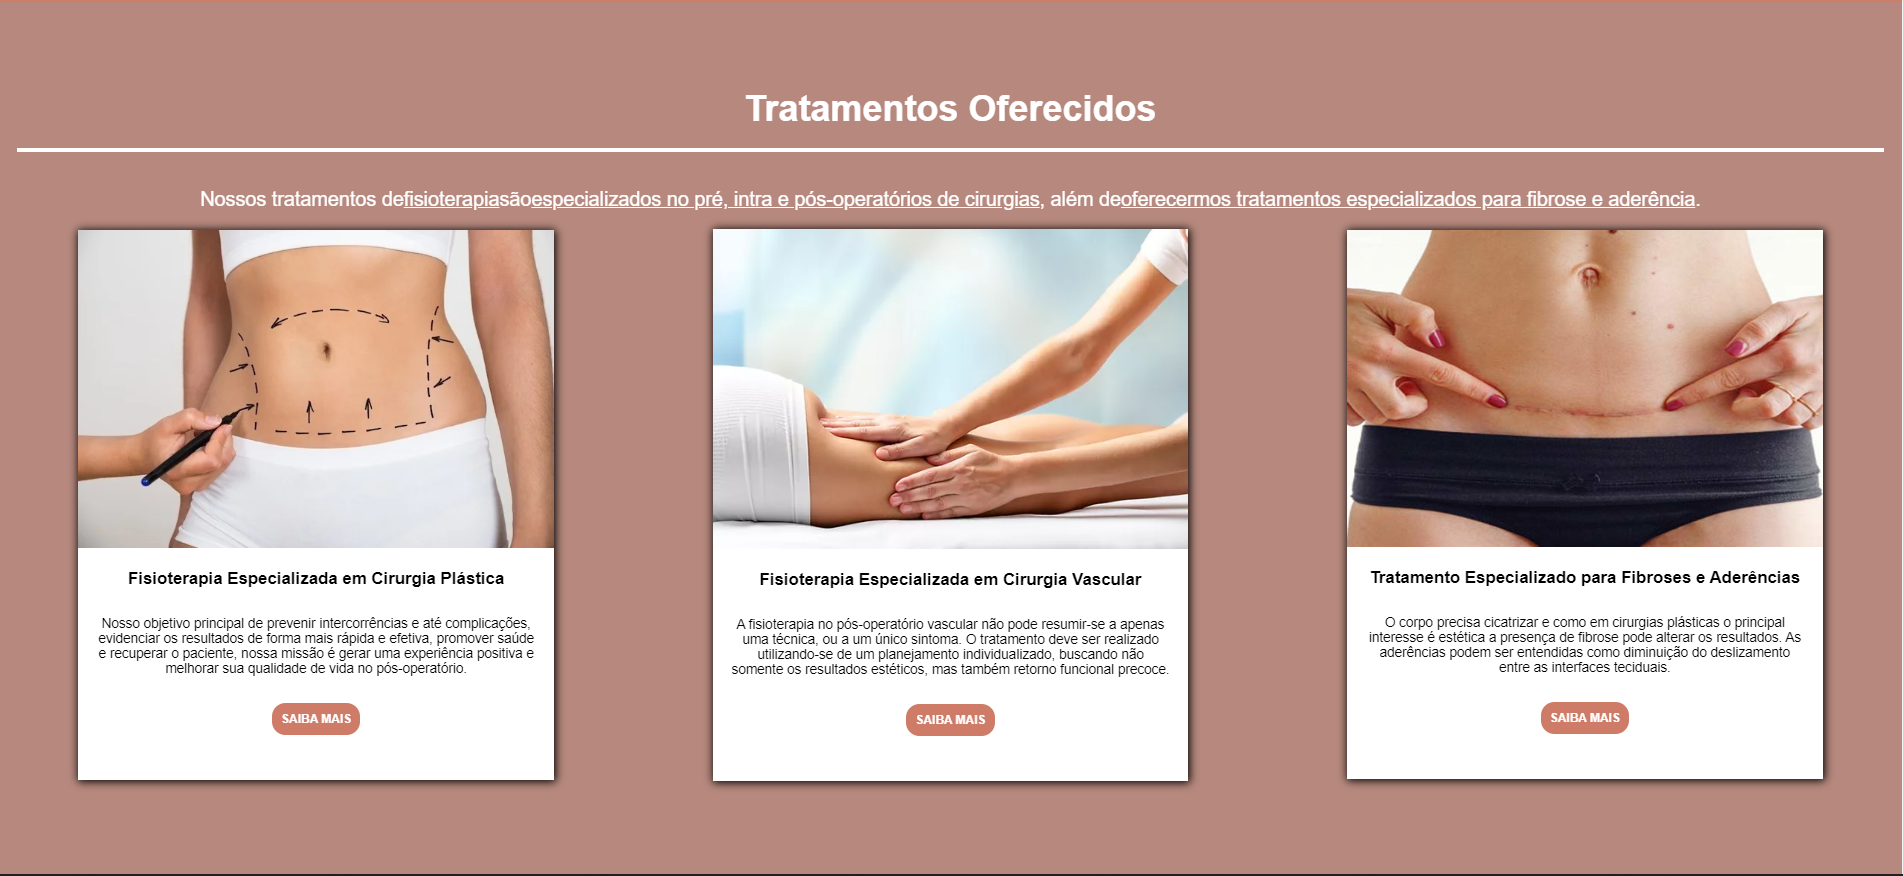 Tratamentos Oferecidos
Nossos tratamentos defisioterapiasãoespecializados no pré, intra e pós-operatórios de cirurgias, além deoferecermos tratamentos especializados para fibrose e aderência.
Fisioterapia Especializada em Cirurgia Plástica
Nosso objetivo principal de prevenir intercorrências e até complicações,
evidenciar os resultados de forma mais rápida e efetiva, promover saúde
e recuperar o paciente, nossa missão é gerar uma experiência positiva e
melhorar sua qualidade de vida no pós-operatório.
SAIBA MAIS
Fisioterapia Especializada em Cirurgia Vascular
A fisioterapia no pós-operatório vascular não pode resumir-se a apenas
uma técnica, ou a um único sintoma. O tratamento deve ser realizado
utilizando-se de um planejamento individualizado, buscando não
somente os resultados estéticos, mas também retorno funcional precoce.
SAIBA MAIS
Tratamento Especializado para Fibroses e Aderências
O corpo precisa cicatrizar e como em cirurgias plásticas o principal
interesse é estética a presença de fibrose pode alterar os resultados. As
aderências podem ser entendidas como diminuição do deslizamento
entre as interfaces teciduais.
SAIBA MAIS